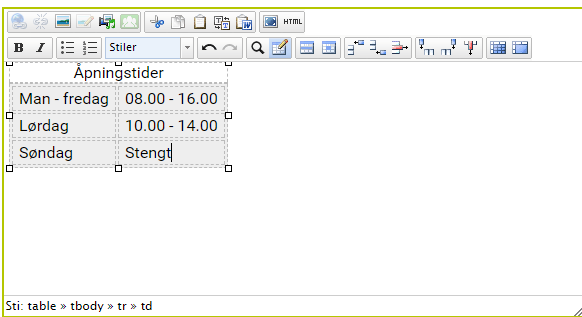 HTML
B I Stiler
Åpningstider
Man - fredag 08.00 - 16.00
Lørdag 10.00 - 14.00
Søndag Stengt
Sti: table » tbody » tr » td